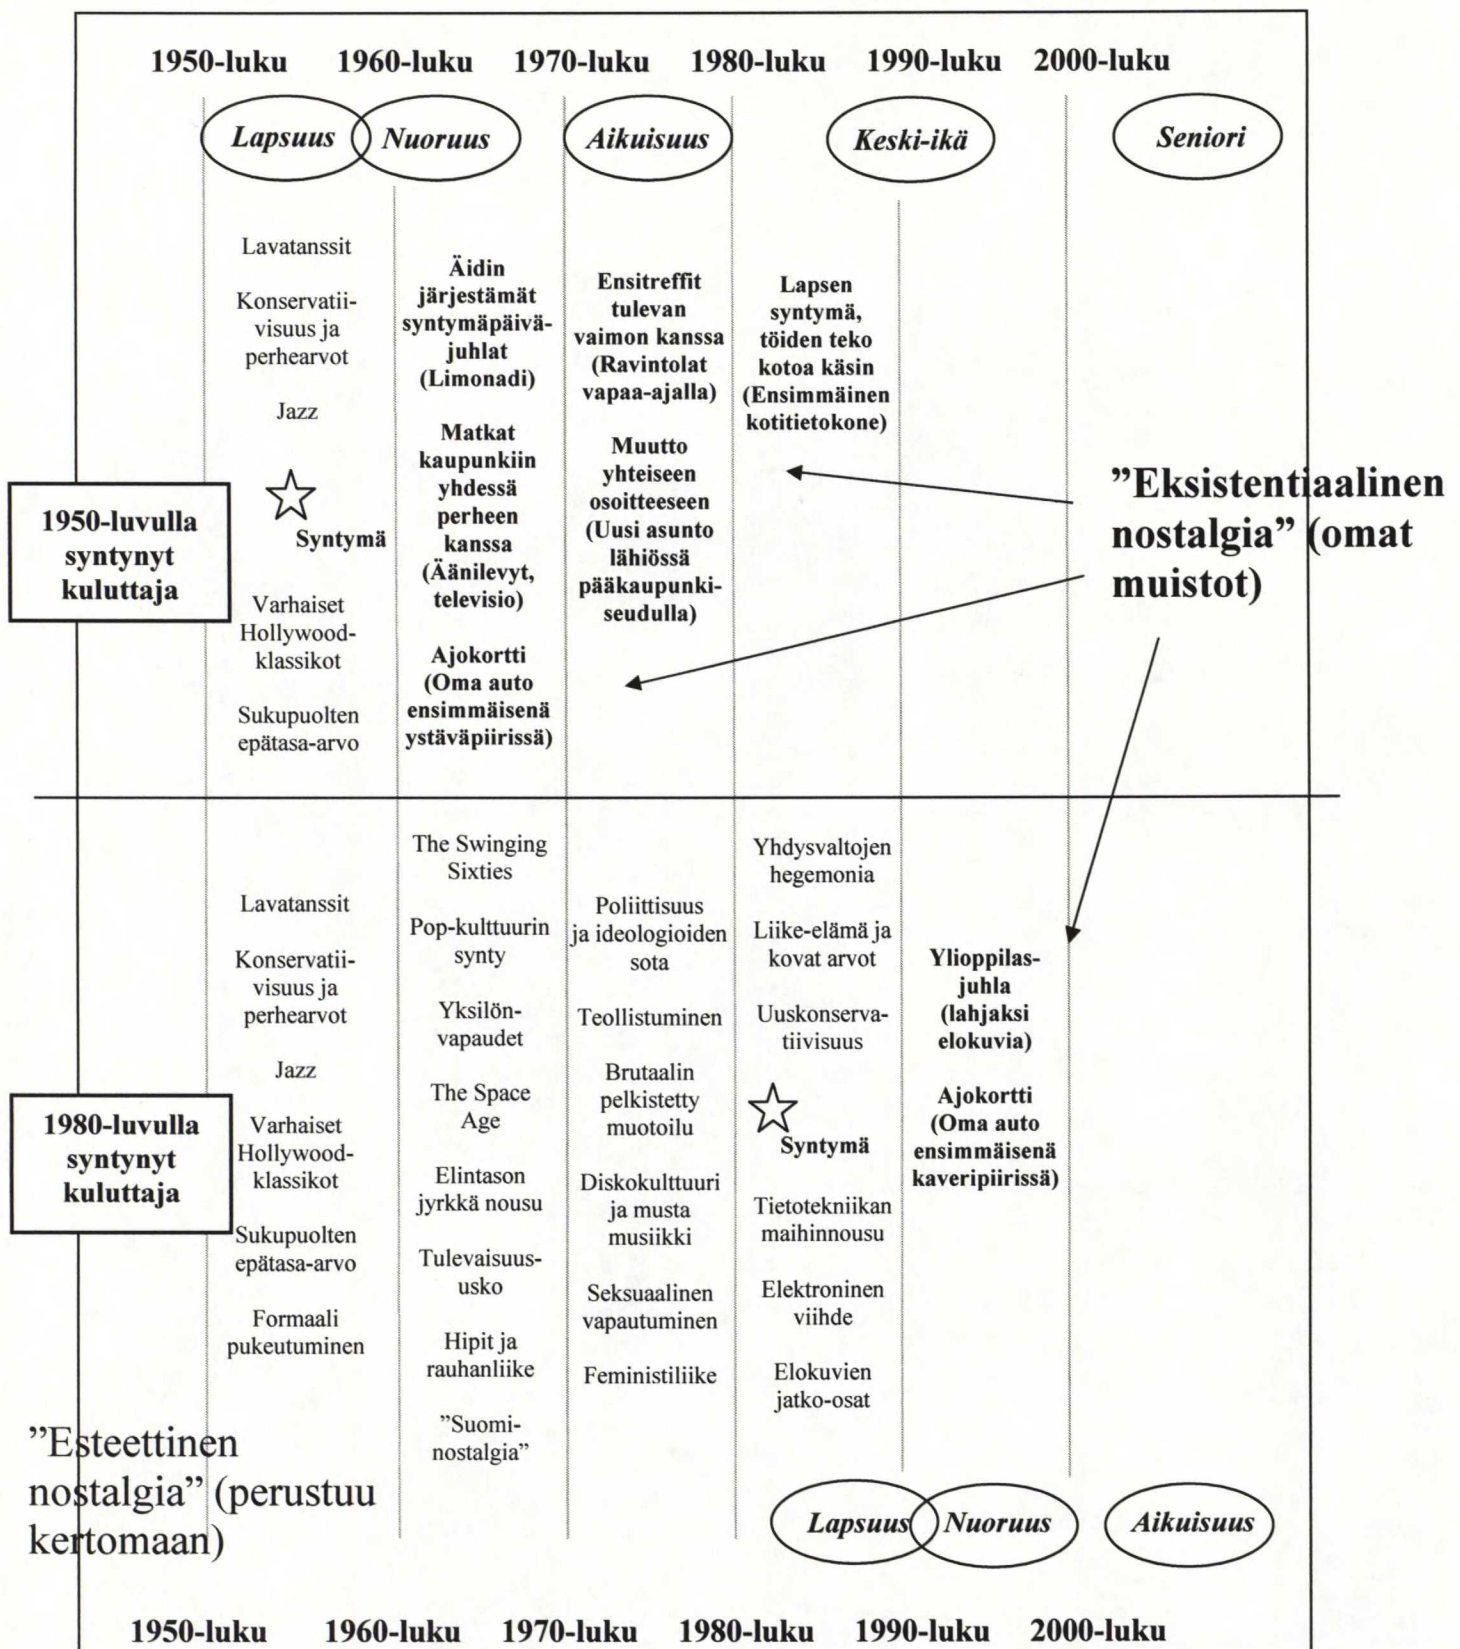 1950-luku 1960-luku 1970-luku 1980-luku 1990-luku 2000-luku
Lapsuus Nuoruus Aikuisuus Keski-ikä Seniori
1950-luvulla
syntynyt
kuluttaja
Lavatanssit
Konservatii-
visuus ja
perhearvot
Jazz
Syntymä
Varhaiset
Hollywood-
klassikot
Sukupuolten
epätasa-arvo
Äidin
järjestämät
syntymäpäivä-
juhlat
(Limonadi)
Matkat
kaupunkiin
yhdessä
perheen
kanssa
(Äänilevyt,
televisio)
Ajokortti
(Oma auto
ensimmäisenä
ystäväpiirissä)
Ensitreffit
tulevan
vaimon kanssa
(Ravintolat
vapaa-ajalla)
Muutto
yhteiseen
osoitteeseen
(Uusi asunto
lähiössä
pääkaupunki-
seudulla)
Lapsen
syntymä,
töiden teko
kotoa käsin
(Ensimmäinen
kotitietokone)
”Eksistentiaalinen
nostalgia” (omat
muistot)
1980-luvulla
syntynyt
kuluttaja
Lavatanssit
Konservatii-
visuus ja
perhearvot
Jazz
Varhaiset
Hollywood-
klassikot
Sukupuolten
epätasa-arvo
Formaali
pukeutuminen
The Swinging
Sixties
Pop-kulttuurin
synty
Yksilön-
vapaudet
The Space
Age
Elintason
jyrkkä nousu
Tulevaisuus-
usko
Hipit ja
rauhanliike
”Suomi-
nostalgia”
Poliittisuus
ja ideologioiden
sota
Teollistuminen
Brutaalin
pelkistetty
muotoilu
Diskokulttuuri
ja musta
musiikki
Seksuaalinen
vapautuminen
Feministiliike
Yhdysvaltojen
hegemonia
Liike-elämä ja
kovat arvot
Uuskonserva-
tiivisuus
Syntymä
Tietotekniikan
maihinnousu
Elektroninen
viihde
Elokuvien
jatko-osat
Ylioppilas-
juhla
(lahjaksi
elokuvia)
Ajokortti
(Oma auto
ensimmäisenä
kaveripiirissä)
”Esteettinen
nostalgia” (perustuu
kertomaan)
Lapsuus Nuoruus Aikuisuus
1950-luku 1960-luku 1970-luku 1980-luku 1990-luku 2000-luku